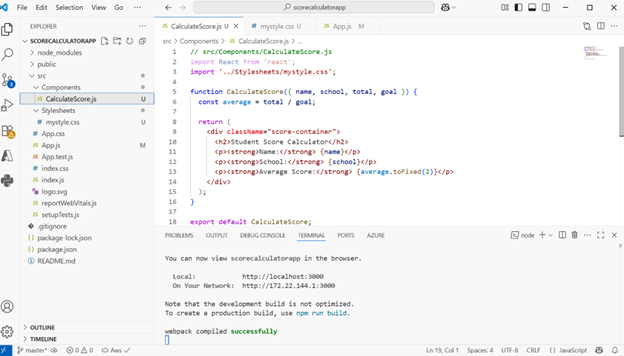 File Edit Selection View Go ...
scorecalculatorapp
EXPLORER ...
CalculateScore.js U
mystyle.css U
App.js M
SCORECALCULATORAPP
node_modules
public
src
Components
CalculateScore.js U
Stylesheets
mystyle.css U
App.css
App.js M
App.test.js
index.css
index.js
logo.svg
reportWebVitals.js
setupTests.js
.gitignore
package-lock.json
package.json
README.md
OUTLINE
TIMELINE
src > Components > CalculateScore.js > ...
1 // src/Components/CalculateScore.js
2 import React from 'react';
3 import '../Stylesheets/mystyle.css';
4
5 function CalculateScore({ name, school, total, goal }) {
6 const average = total / goal;
7
8 return (
9 <div className="score-container">
10 <h2>Student Score Calculator</h2>
11 <p><strong>Name:</strong> {name}</p>
12 <p><strong>School:</strong> {school}</p>
13 <p><strong>Average Score:</strong> {average.toFixed(2)}</p>
14 </div>
15 );
16 }
17
18 export default CalculateScore;
PROBLEMS OUTPUT DEBUG CONSOLE TERMINAL PORTS AZURE
node
You can now view scorecalculatorapp in the browser.
Local: http://localhost:3000
On Your Network: http://172.22.144.1:3000
Note that the development build is not optimized.
To create a production build, use npm run build.
webpack compiled successfully
master* 0 0 Aws Ln 19, Col 1 Spaces: 4 UTF-8 CRLF {} JavaScript